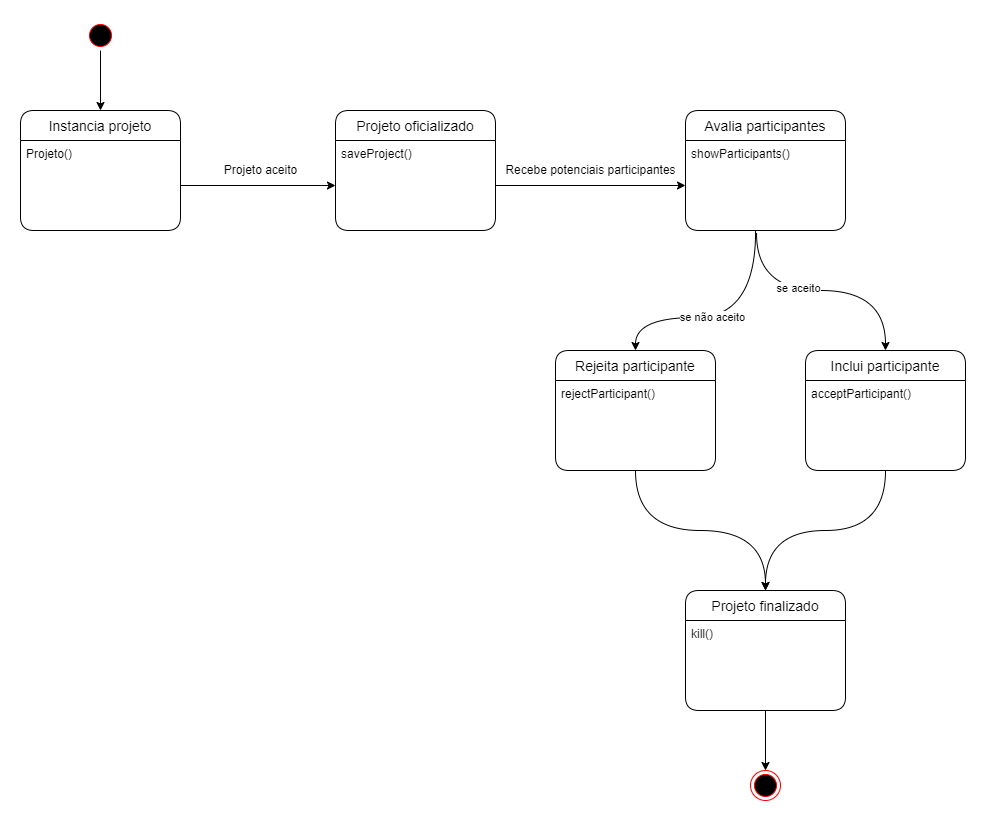 Instancia projeto
Projeto()
Projeto aceito
Projeto oficializado
saveProject()
Recebe potenciais participantes
Avalia participantes
showParticipants()
se aceito
se não aceito
Rejeita participante
rejectParticipant()
Inclui participante
acceptParticipant()
Projeto finalizado
kill()